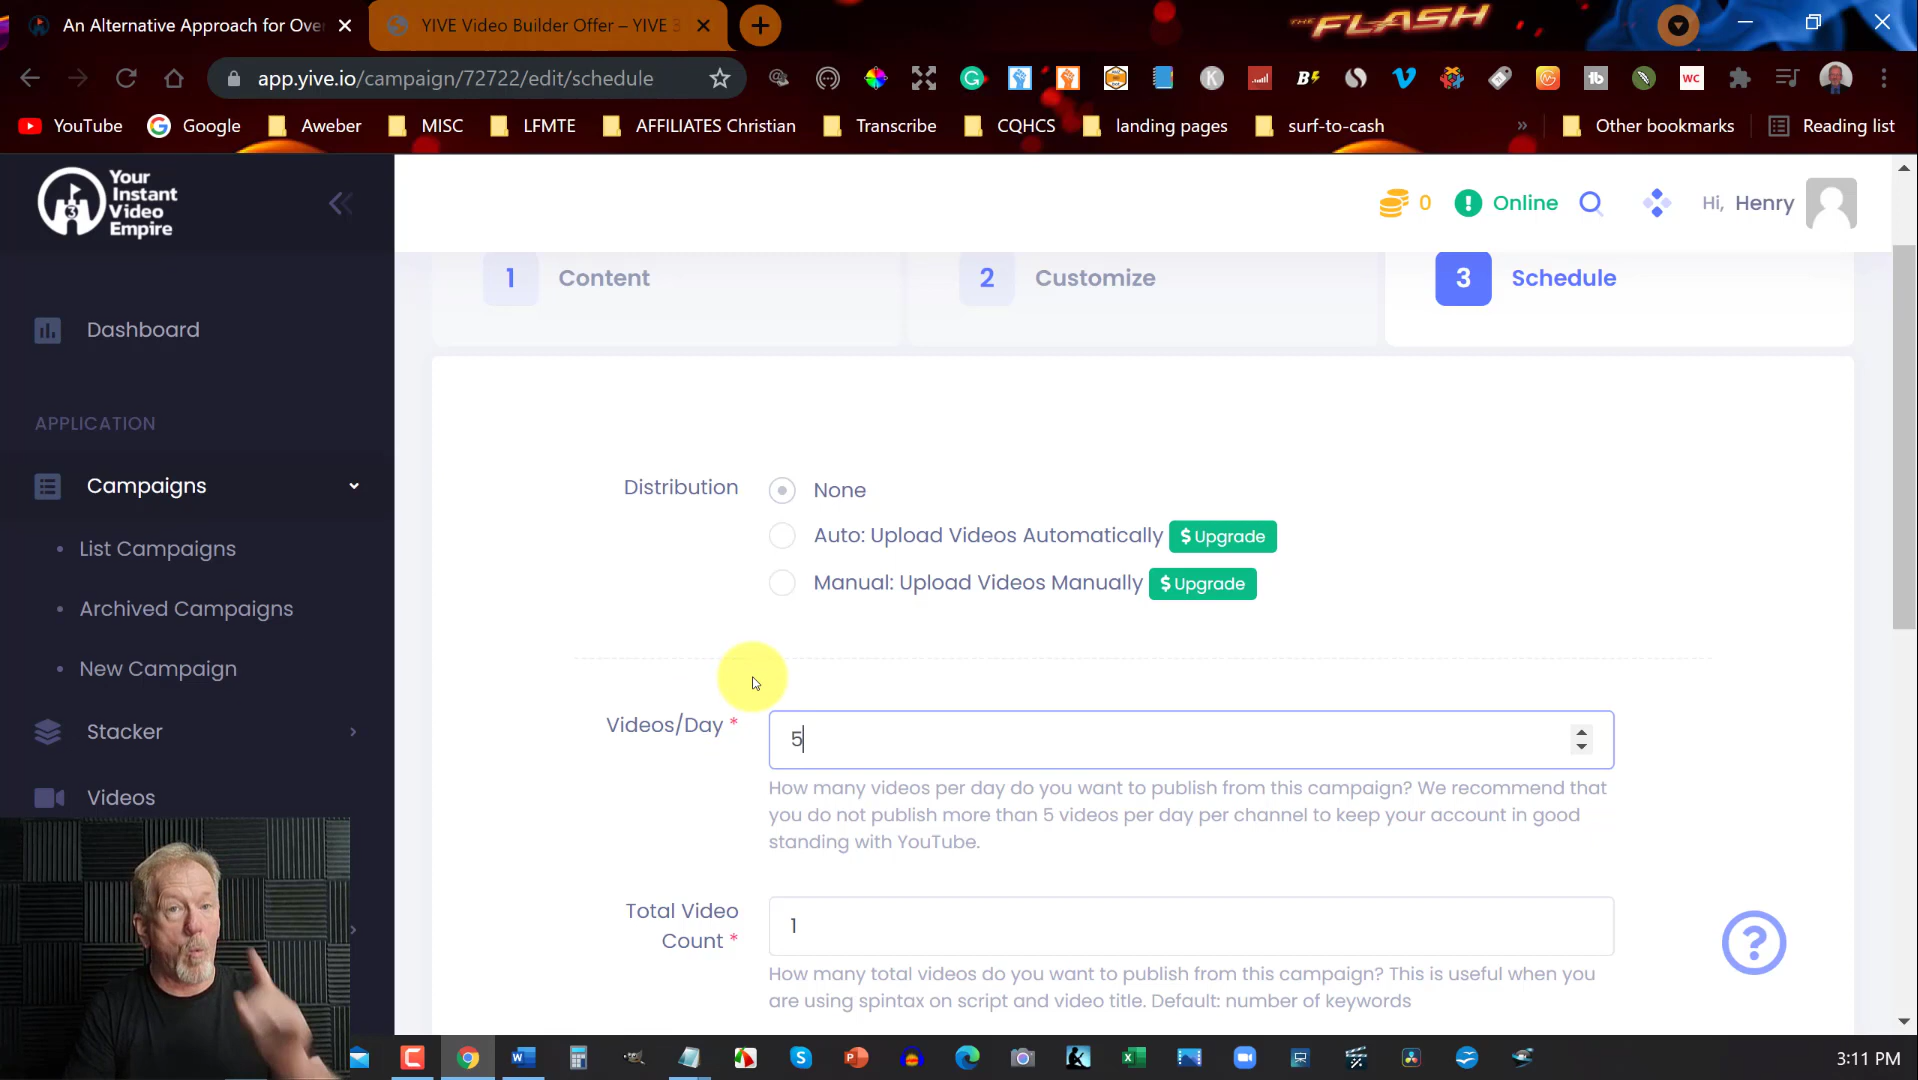 An Alternative Approach for Over
YIVE Video Builder Offer – YIVE 3
THE FLASH
app.yive.io/campaign/72722/edit/schedule
YouTube
Google
Aweber
MISC
LFMTE
AFFILIATES Christian
Transcribe
CQHCS
landing pages
surf-to-cash
»
Other bookmarks
Reading list
Your
Instant
Video
Empire
3
0
Online
Hi, Henry
1 Content
2 Customize
3 Schedule
Dashboard
APPLICATION
Campaigns
List Campaigns
Archived Campaigns
New Campaign
Stacker
Videos
Distribution
None
Auto: Upload Videos Automatically $ Upgrade
Manual: Upload Videos Manually $ Upgrade
Videos/Day *
5
How many videos per day do you want to publish from this campaign? We recommend that
you do not publish more than 5 videos per day per channel to keep your account in good
standing with YouTube.
Total Video
Count *
1
How many total videos do you want to publish from this campaign? This is useful when you
are using spintax on script and video title. Default: number of keywords
?
3:11 PM